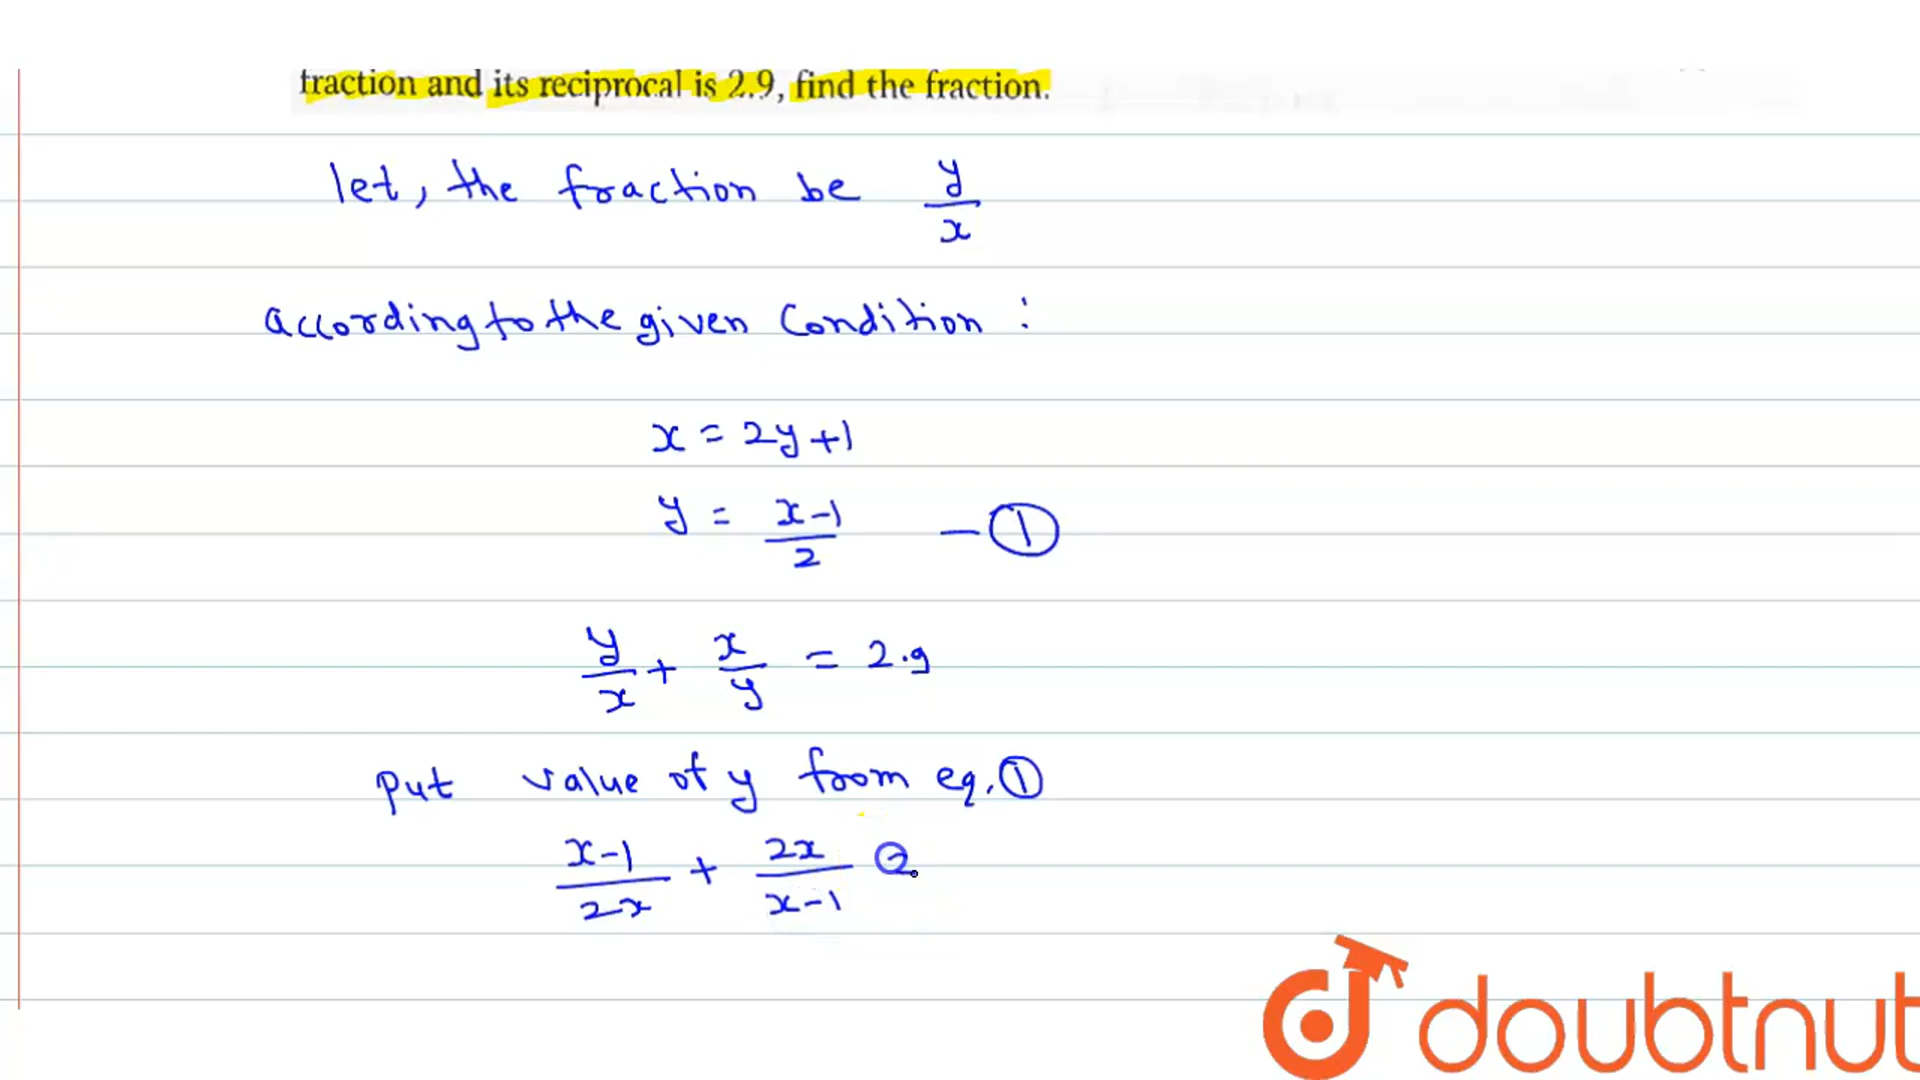 fraction and its reciprocal is 2.9, find the fraction.
let, the fraction be y/x
according to the given condition :
x = 2y+1
y = (x-1)/2 — ①
y/x + x/y = 2.9
put value of y from eq. ①
(x-1)/2x + 2x/(x-1)
doubtnut